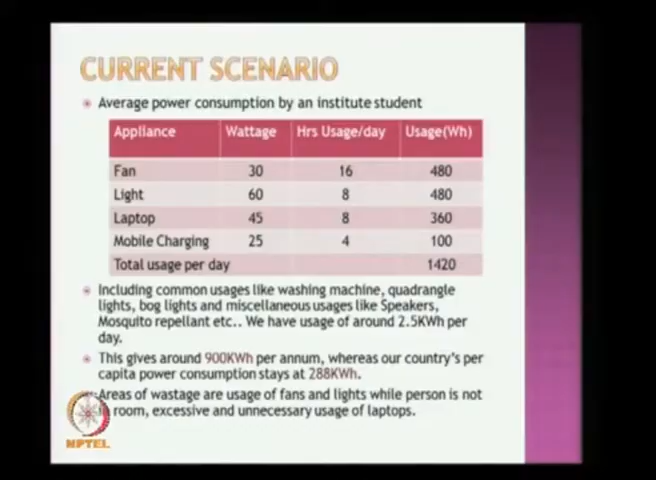 CURRENT SCENARIO
Average power consumption by an institute student
Appliance Wattage Hrs Usage/day Usage(Wh)
Fan 30 16 480
Light 60 8 480
Laptop 45 8 360
Mobile Charging 25 4 100
Total usage per day 1420
Including common usages like washing machine, quadrangle
lights, bog lights and miscellaneous usages like Speakers,
Mosquito repellant etc.. We have usage of around 2.5KWh per
day.
This gives around 900KWh per annum, whereas our country's per
capita power consumption stays at 288KWh.
Areas of wastage are usage of fans and lights while person is not
room, excessive and unnecessary usage of laptops.
NPTEL